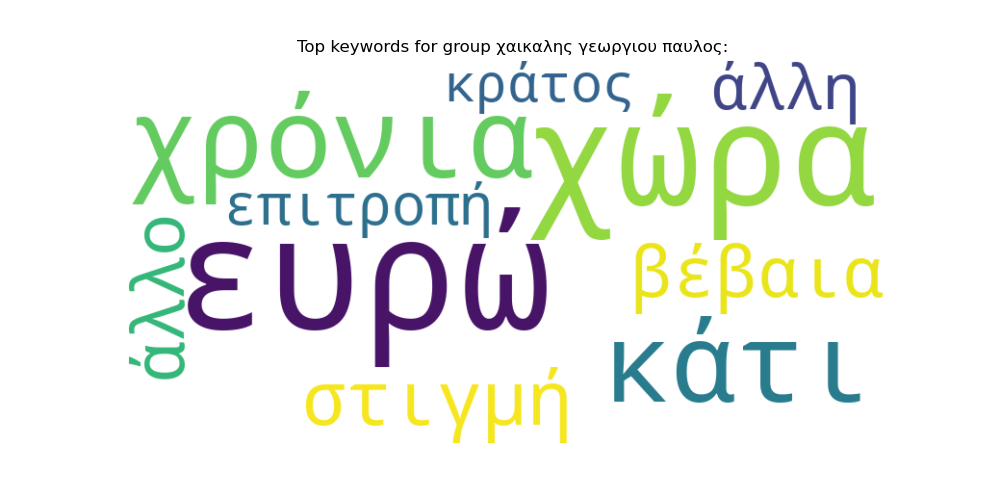 Top keywords for group χαικαλης γεωργιου παυλος:
κράτος
άλλη
χρόνια
χώρα
επιτροπή
άλλο
ευρώ
βέβαια
κάτι
στιγμή